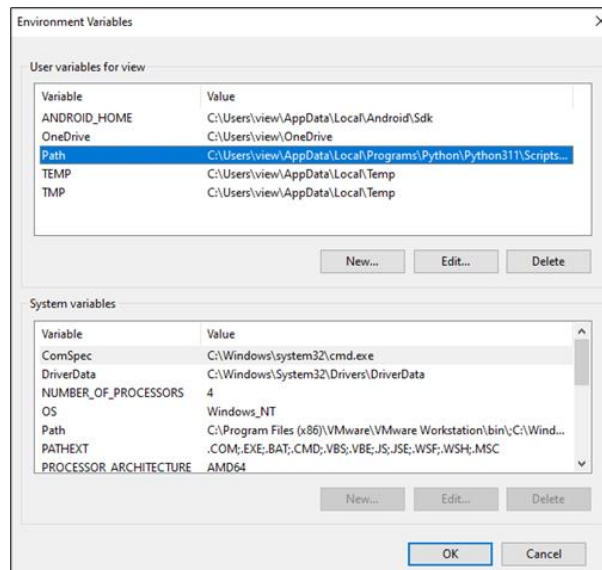 Environment Variables
User variables for view
Variable Value
ANDROID_HOME C:\Users\view\AppData\Local\Android\Sdk
OneDrive C:\Users\view\OneDrive
Path C:\Users\view\AppData\Local\Programs\Python\Python311\Scripts...
TEMP C:\Users\view\AppData\Local\Temp
TMP C:\Users\view\AppData\Local\Temp
New... Edit... Delete
System variables
Variable Value
ComSpec C:\Windows\system32\cmd.exe
DriverData C:\Windows\System32\Drivers\DriverData
NUMBER_OF_PROCESSORS 4
OS Windows_NT
Path C:\Program Files (x86)\VMware\VMware Workstation\bin\;C:\Wind...
PATHEXT .COM;.EXE;.BAT;.CMD;.VBS;.VBE;.JS;.JSE;.WSF;.WSH;.MSC
PROCESSOR_ARCHITECTURE AMD64
New... Edit... Delete
OK Cancel